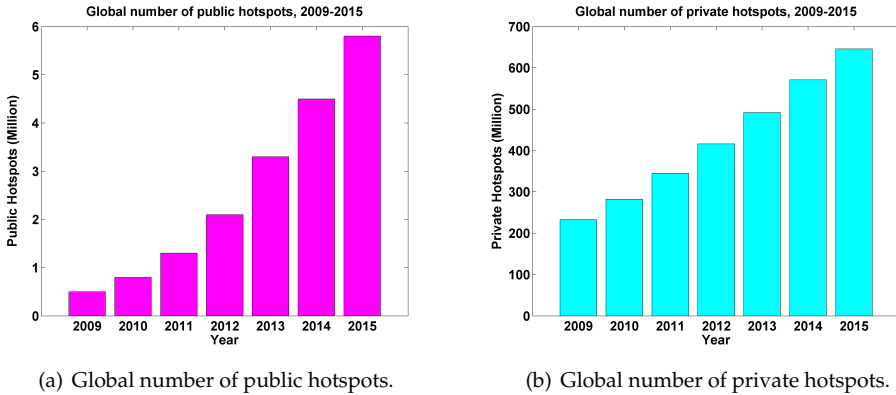 Global number of public hotspots, 2009-2015
6
5
4
3
2
1
0
Public Hotspots (Million)
2009 2010 2011 2012 2013 2014 2015
Year
(a) Global number of public hotspots.
Global number of private hotspots, 2009-2015
700
600
500
400
300
200
100
0
Private Hotspots (Million)
2009 2010 2011 2012 2013 2014 2015
Year
(b) Global number of private hotspots.